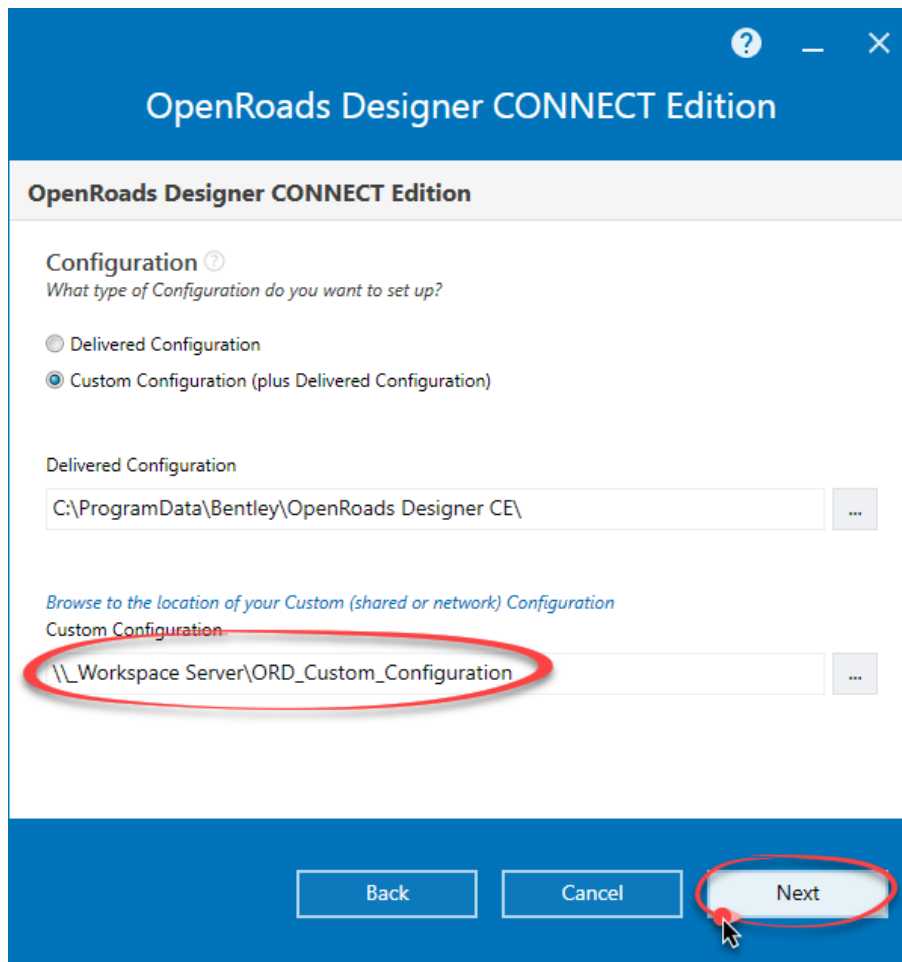 OpenRoads Designer CONNECT Edition
OpenRoads Designer CONNECT Edition
Configuration
What type of Configuration do you want to set up?
Delivered Configuration
Custom Configuration (plus Delivered Configuration)
Delivered Configuration
C:\ProgramData\Bentley\OpenRoads Designer CE\
...
Browse to the location of your Custom (shared or network) Configuration
Custom Configuration
\\_Workspace Server\ORD_Custom_Configuration
...
Back Cancel Next